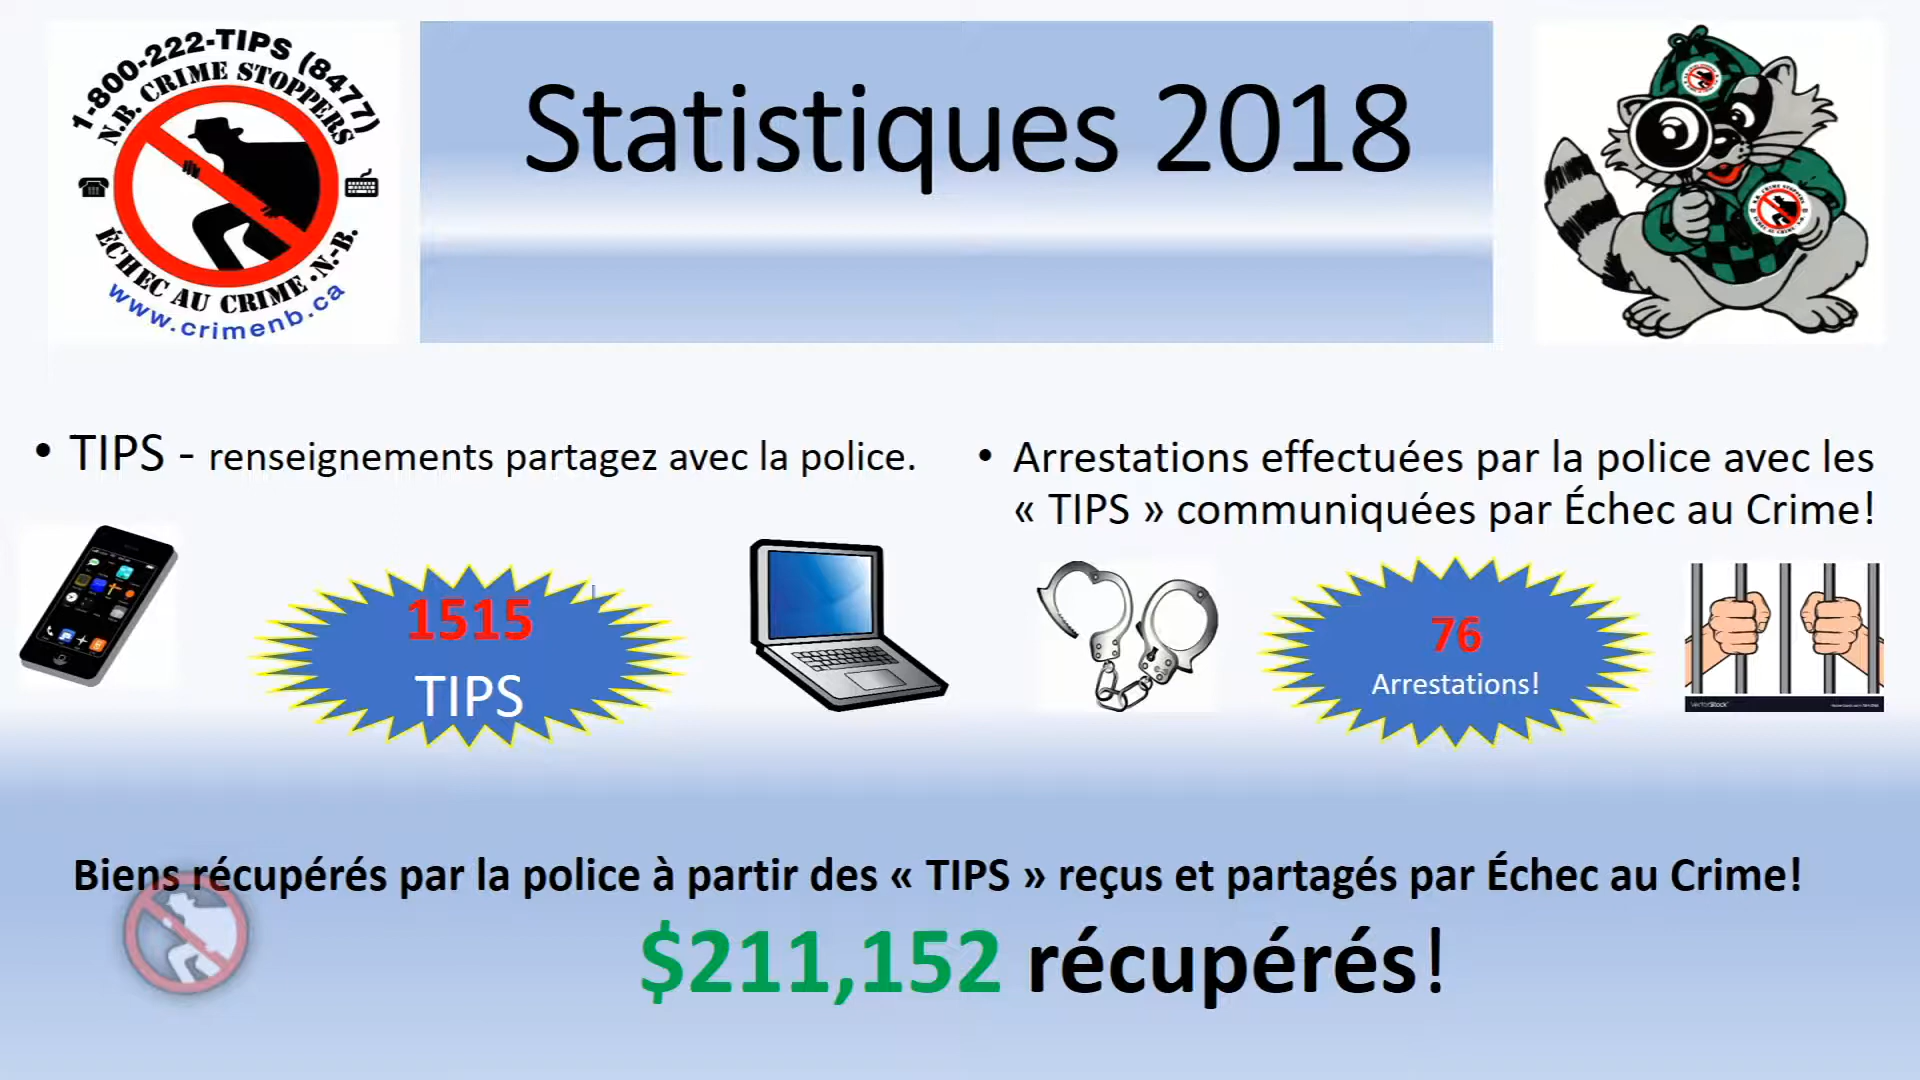 1-800-222-TIPS (8477)
N.B. CRIME STOPPERS
ÉCHEC AU CRIME · N.-B.
www.crimenb.ca
Statistiques 2018
• TIPS - renseignements partagez avec la police.
1515
TIPS
• Arrestations effectuées par la police avec les
« TIPS » communiquées par Échec au Crime!
76
Arrestations!
VectorStock
Biens récupérés par la police à partir des « TIPS » reçus et partagés par Échec au Crime!
$211,152 récupérés!